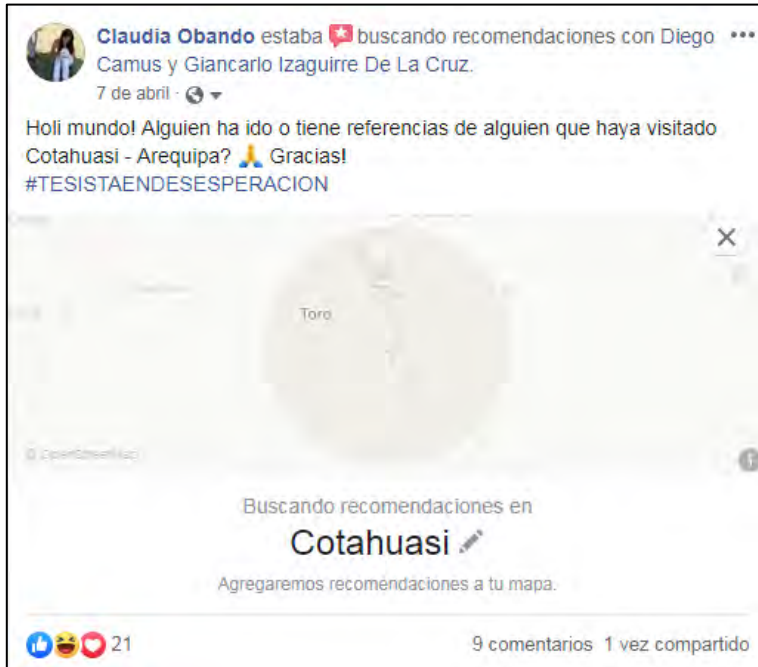 Claudia Obando estaba buscando recomendaciones con Diego
Camus y Giancarlo Izaguirre De La Cruz.
7 de abril ·
Holi mundo! Alguien ha ido o tiene referencias de alguien que haya visitado
Cotahuasi - Arequipa? 🙏 Gracias!
#TESISTAENDESESPERACION
Toro
© OpenStreetMap
Buscando recomendaciones en
Cotahuasi
Agregaremos recomendaciones a tu mapa.
21
9 comentarios 1 vez compartido